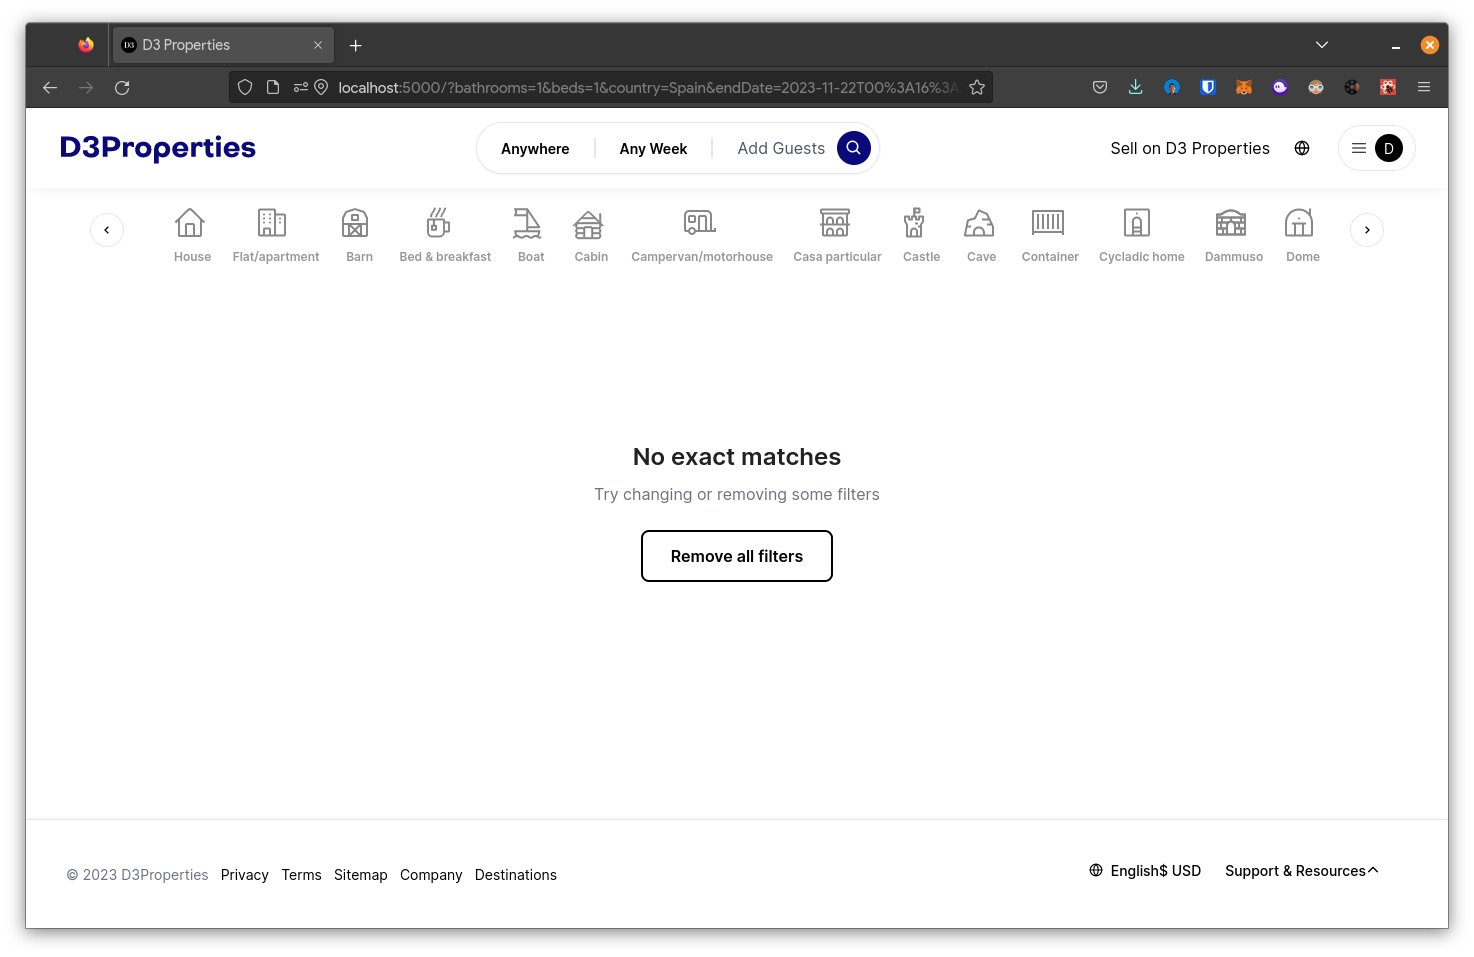 D3 D3 Properties
localhost:5000/?bathrooms=1&beds=1&country=Spain&endDate=2023-11-22T00%3A16%3A
D3Properties
Anywhere Any Week Add Guests
Sell on D3 Properties D
House Flat/apartment Barn Bed & breakfast Boat Cabin Campervan/motorhouse Casa particular Castle Cave Container Cycladic home Dammuso Dome
No exact matches
Try changing or removing some filters
Remove all filters
© 2023 D3Properties Privacy Terms Sitemap Company Destinations
English$ USD Support & Resources